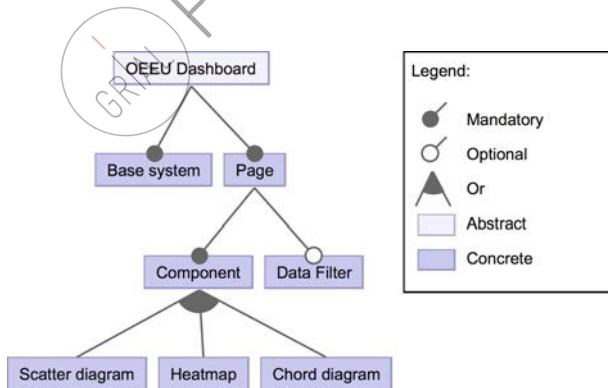 GRIAL
OEEU Dashboard
Base system
Page
Component
Data Filter
Scatter diagram
Heatmap
Chord diagram
Legend:
Mandatory
Optional
Or
Abstract
Concrete